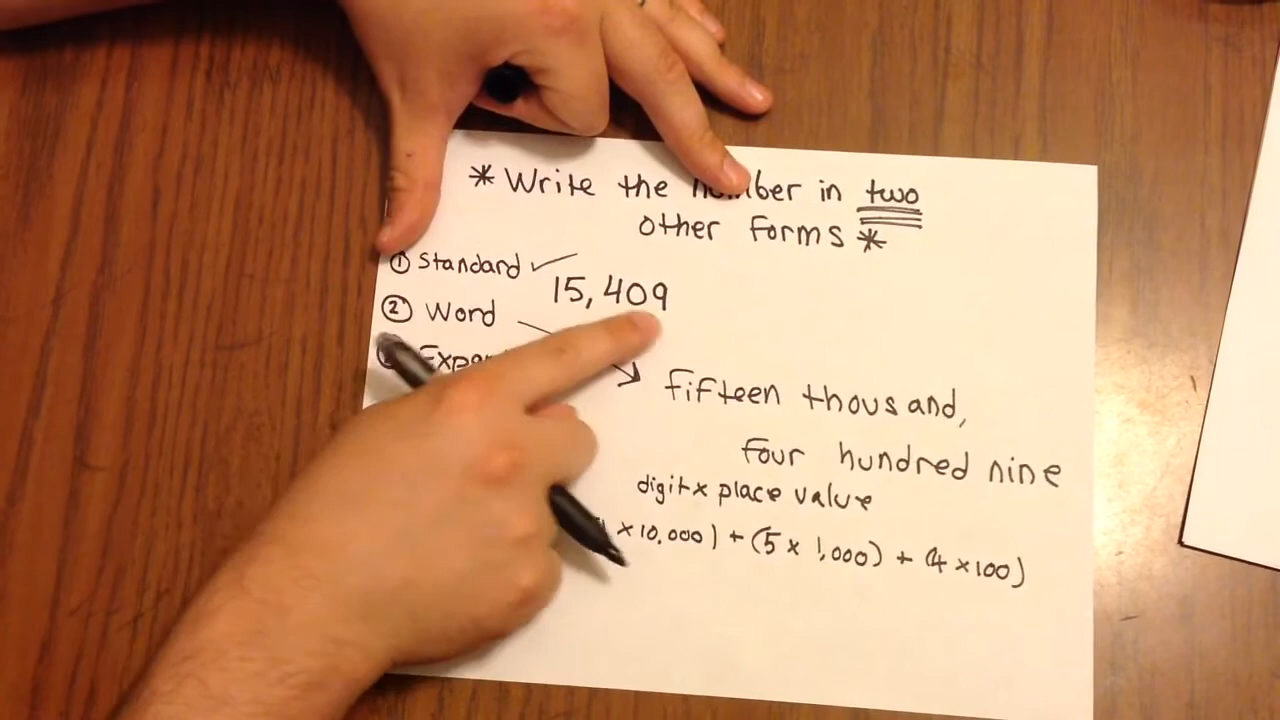 *Write the number in two
other forms*
① Standard ✓
15,409
② Word
fifteen thousand,
four hundred nine
digit x place value
x 10,000) + (5 x 1,000) + (4 x 100)